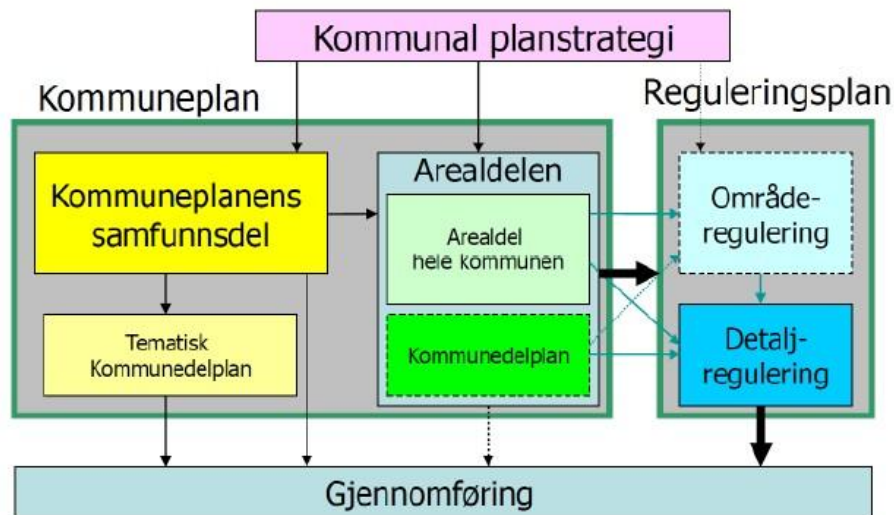 Kommunal planstrategi
Kommuneplan
Reguleringsplan
Kommuneplanens
samfunnsdel
Arealdelen
Arealdel
hele kommunen
Område-
regulering
Tematisk
Kommunedelplan
Kommunedelplan
Detalj-
regulering
Gjennomføring